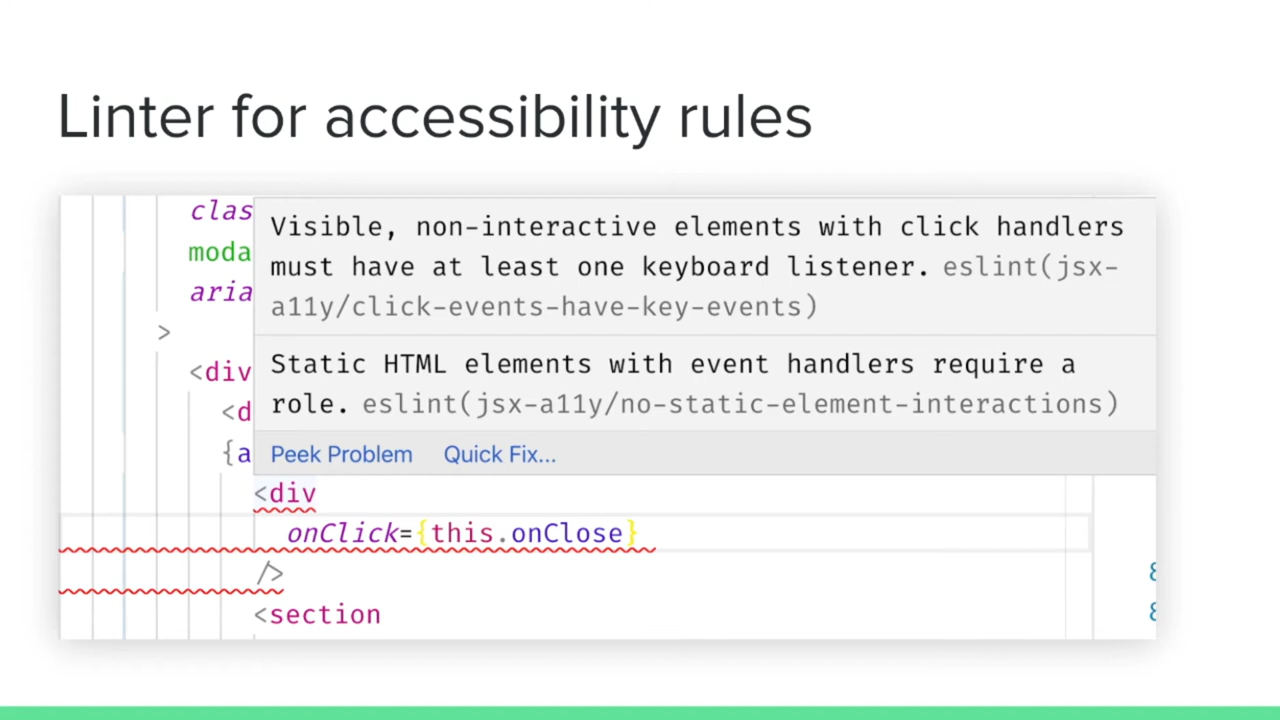 Linter for accessibility rules
clas
Visible, non-interactive elements with click handlers
moda
must have at least one keyboard listener. eslint(jsx-
aria
a11y/click-events-have-key-events)
>
Static HTML elements with event handlers require a
<div
role. eslint(jsx-a11y/no-static-element-interactions)
<d
{a
Peek Problem Quick Fix...
<div
onClick={this.onClose}
/>
<section